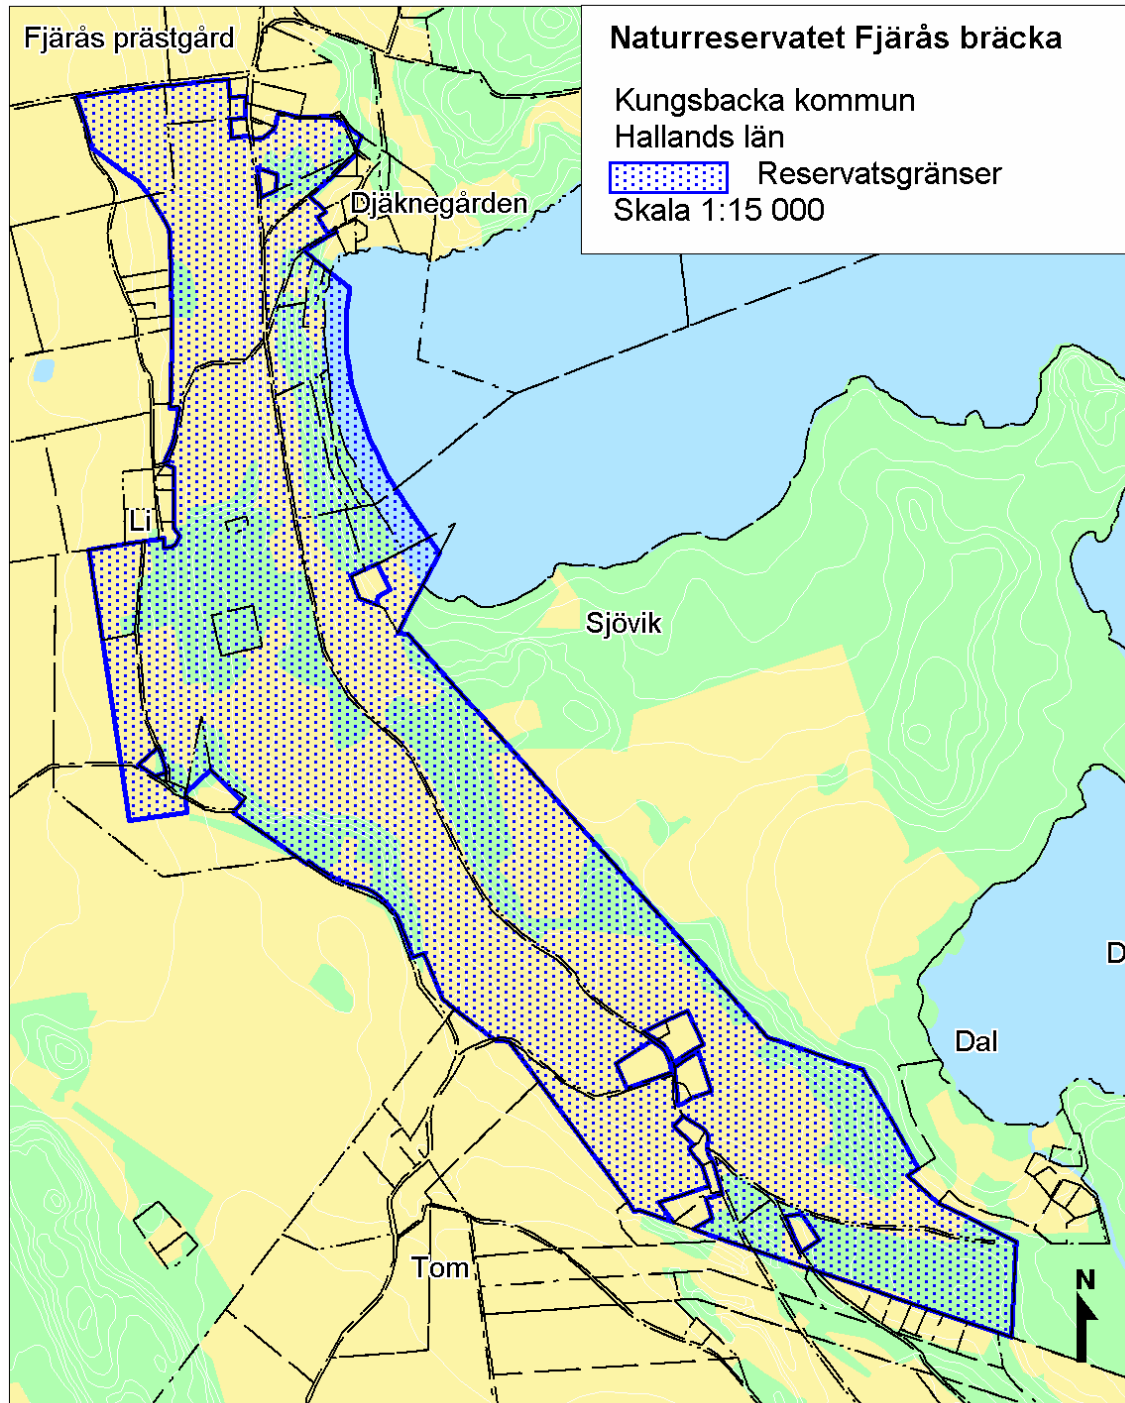 Fjärås prästgård
Naturreservatet Fjärås bräcka
Kungsbacka kommun
Hallands län
Reservatsgränser
Skala 1:15 000
Djäknegården
Li
Sjövik
D
Dal
Tom
N